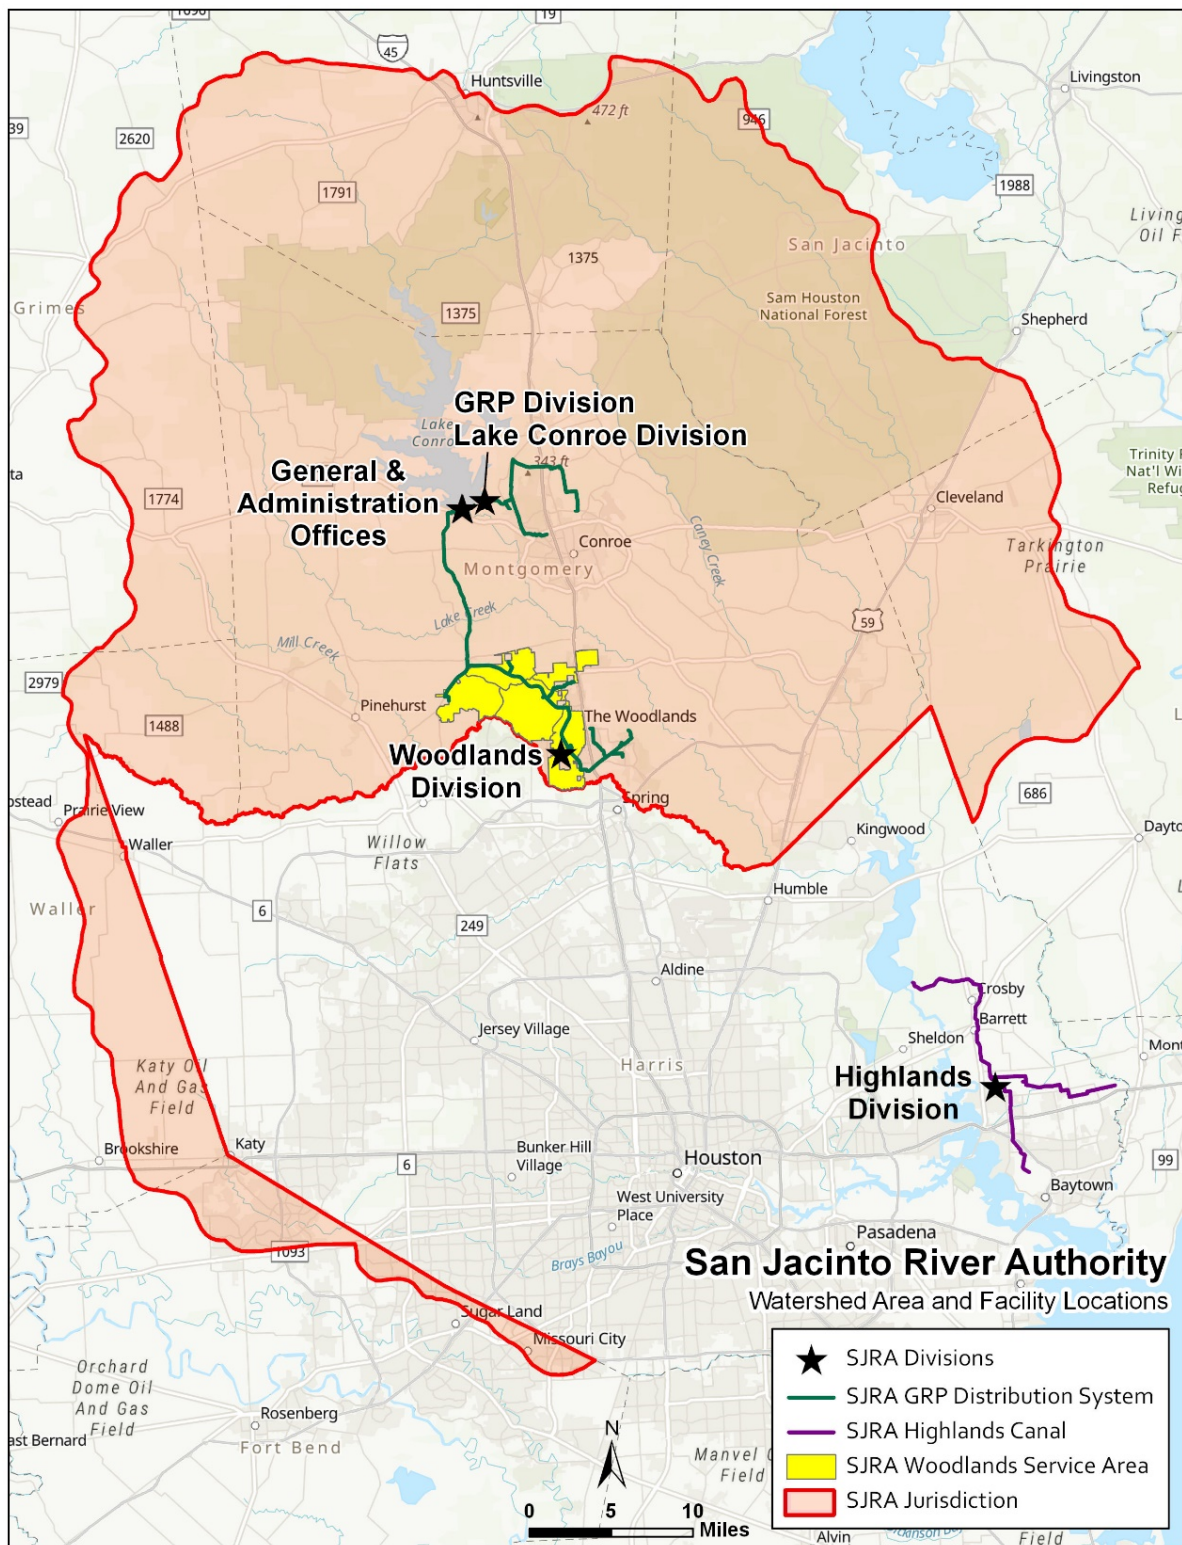 19
45
Huntsville
Livingston
39
2620
472 ft
946
1791
1988
San Jacinto
1375
Sam Houston
National Forest
Grimes
1375
Shepherd
GRP Division
Lake Conroe Division
343 ft
General &
Administration
Offices
1774
Cleveland
Conroe
Caney Creek
Tarkington
Prairie
Montgomery
Lake Creek
59
Mill Creek
2979
Pinehurst
1488
The Woodlands
Woodlands
Division
686
Spring
Prairie View
Kingwood
Willow
Flats
Waller
Humble
Waller
6
249
Aldine
Crosby
Barrett
Jersey Village
Sheldon
Harris
Katy Oil
And Gas
Field
Highlands
Division
Brookshire
Katy
6
Bunker Hill
Village
Houston
99
West University
Place
Baytown
Pasadena
1093
Brays Bayou
San Jacinto River Authority
Watershed Area and Facility Locations
Sugar Land
Missouri City
SJRA Divisions
SJRA GRP Distribution System
SJRA Highlands Canal
SJRA Woodlands Service Area
SJRA Jurisdiction
Orchard
Dome Oil
And Gas
Field
Rosenberg
Fort Bend
N
Manvel
Field
0 5 10
Miles
Alvin
Field